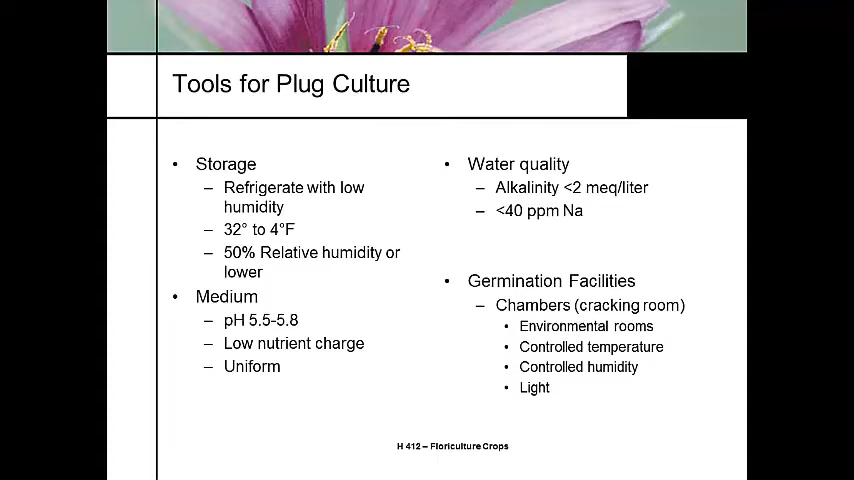 Tools for Plug Culture
• Storage
– Refrigerate with low
humidity
– 32° to 4°F
– 50% Relative humidity or
lower
• Medium
– pH 5.5-5.8
– Low nutrient charge
– Uniform
• Water quality
– Alkalinity <2 meq/liter
– <40 ppm Na
• Germination Facilities
– Chambers (cracking room)
• Environmental rooms
• Controlled temperature
• Controlled humidity
• Light
H 412 – Floriculture Crops